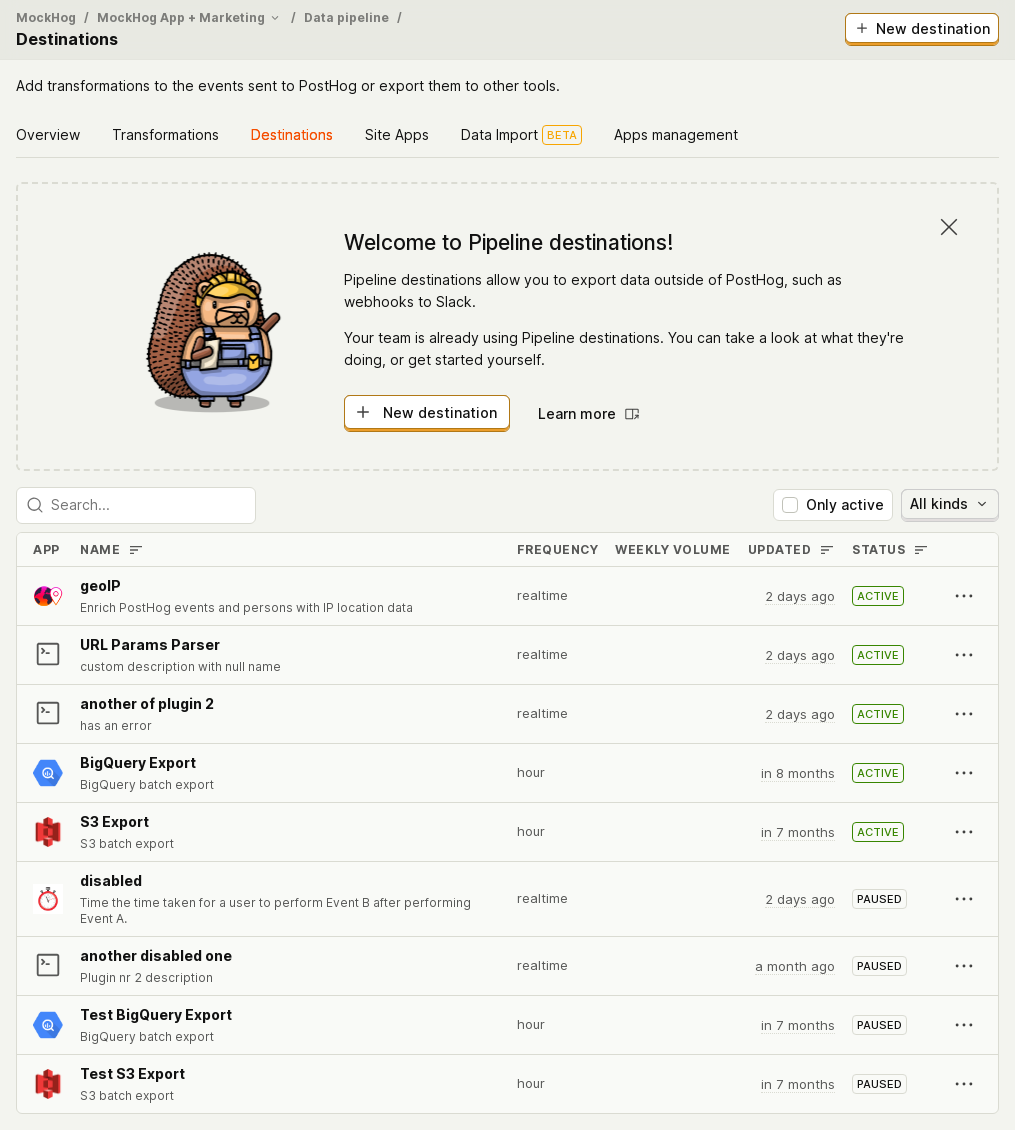 MockHog / MockHog App + Marketing / Data pipeline /
Destinations
New destination
Add transformations to the events sent to PostHog or export them to other tools.
Overview Transformations Destinations Site Apps Data Import BETA Apps management
Welcome to Pipeline destinations!
Pipeline destinations allow you to export data outside of PostHog, such as
webhooks to Slack.
Your team is already using Pipeline destinations. You can take a look at what they're
doing, or get started yourself.
New destination Learn more
Search... Only active All kinds
APP NAME FREQUENCY WEEKLY VOLUME UPDATED STATUS
geoIP
Enrich PostHog events and persons with IP location data
realtime 2 days ago ACTIVE
URL Params Parser
custom description with null name
realtime 2 days ago ACTIVE
another of plugin 2
has an error
realtime 2 days ago ACTIVE
BigQuery Export
BigQuery batch export
hour in 8 months ACTIVE
S3 Export
S3 batch export
hour in 7 months ACTIVE
disabled
Time the time taken for a user to perform Event B after performing
Event A.
realtime 2 days ago PAUSED
another disabled one
Plugin nr 2 description
realtime a month ago PAUSED
Test BigQuery Export
BigQuery batch export
hour in 7 months PAUSED
Test S3 Export
S3 batch export
hour in 7 months PAUSED